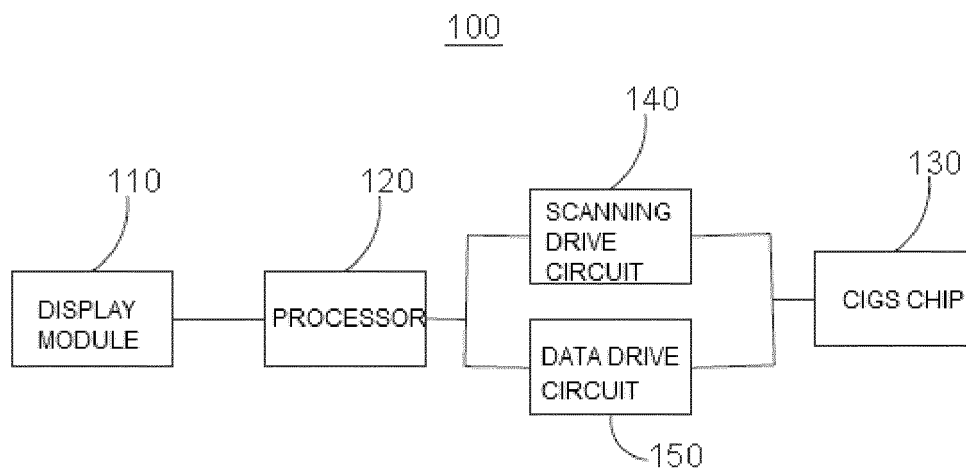 100
140
110
120
130
SCANNING
DRIVE
CIRCUIT
DISPLAY
MODULE
PROCESSOR
CIGS CHIP
DATA DRIVE
CIRCUIT
150